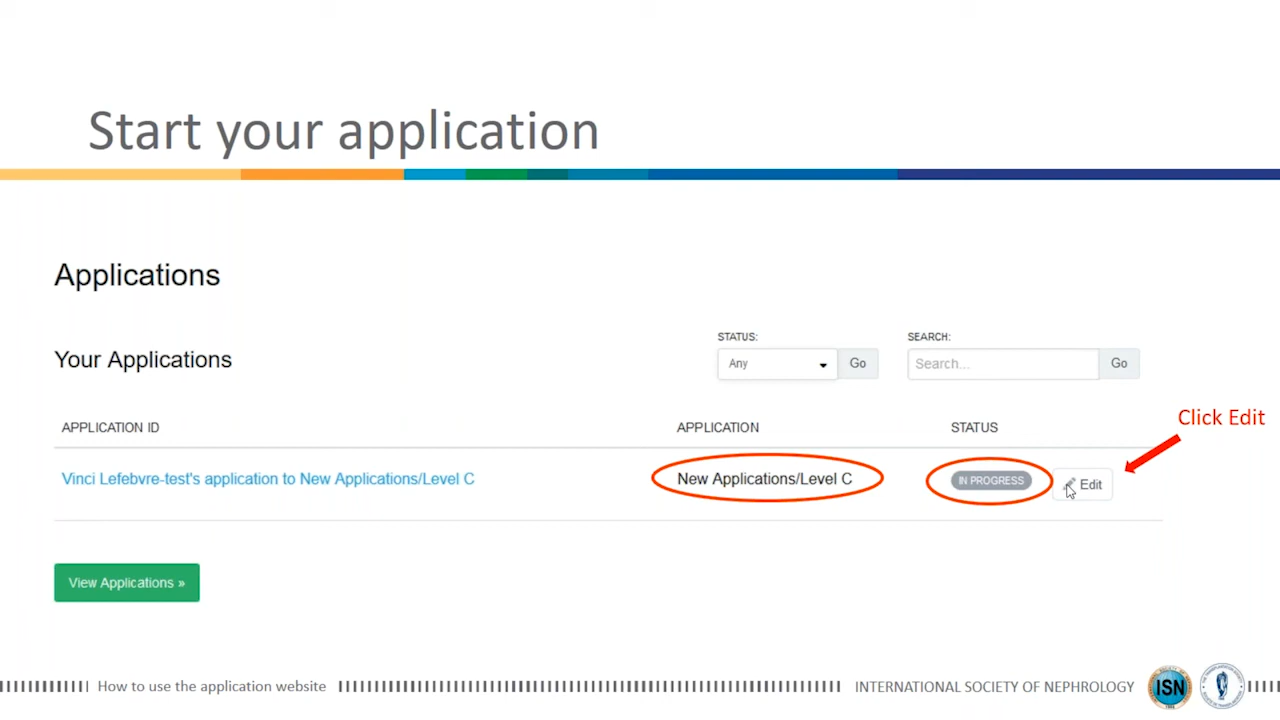 Start your application
Applications
Your Applications
STATUS:
Any
Go
SEARCH:
Search...
Go
APPLICATION ID
APPLICATION
STATUS
Click Edit
Vinci Lefebvre-test's application to New Applications/Level C
New Applications/Level C
IN PROGRESS
Edit
View Applications »
How to use the application website
INTERNATIONAL SOCIETY OF NEPHROLOGY
ISN